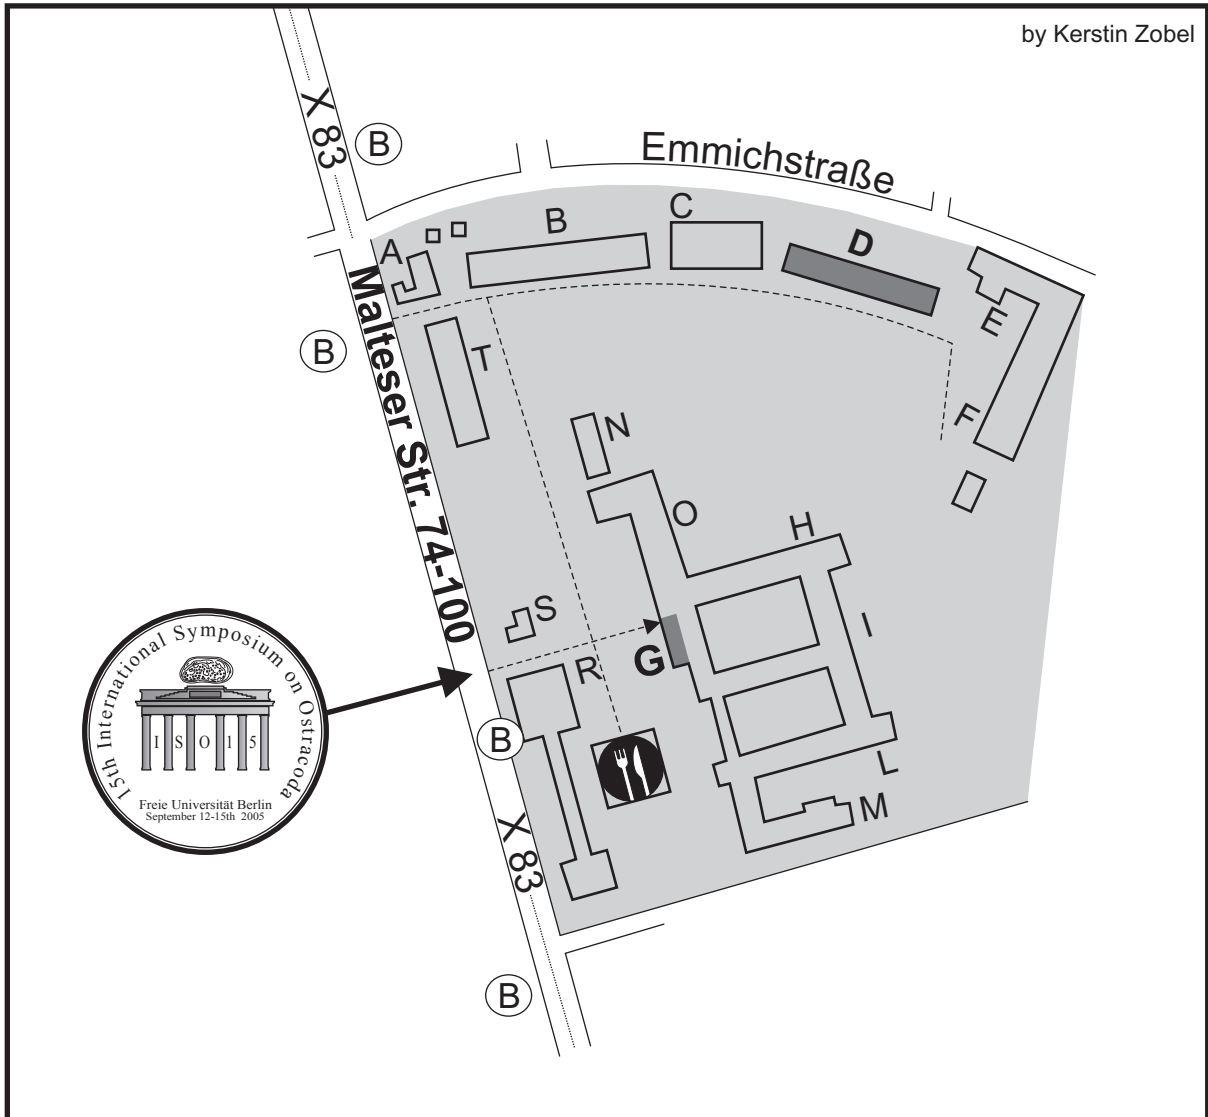 by Kerstin Zobel
X 83
B
Emmichstraße
A
B
C
D
E
F
B
Malteser Str. 74-100
T
N
O
H
I
S
R
G
B
L
M
X 83
B
15th International Symposium on Ostracoda
I S O 1 5
Freie Universität Berlin
September 12-15th 2005